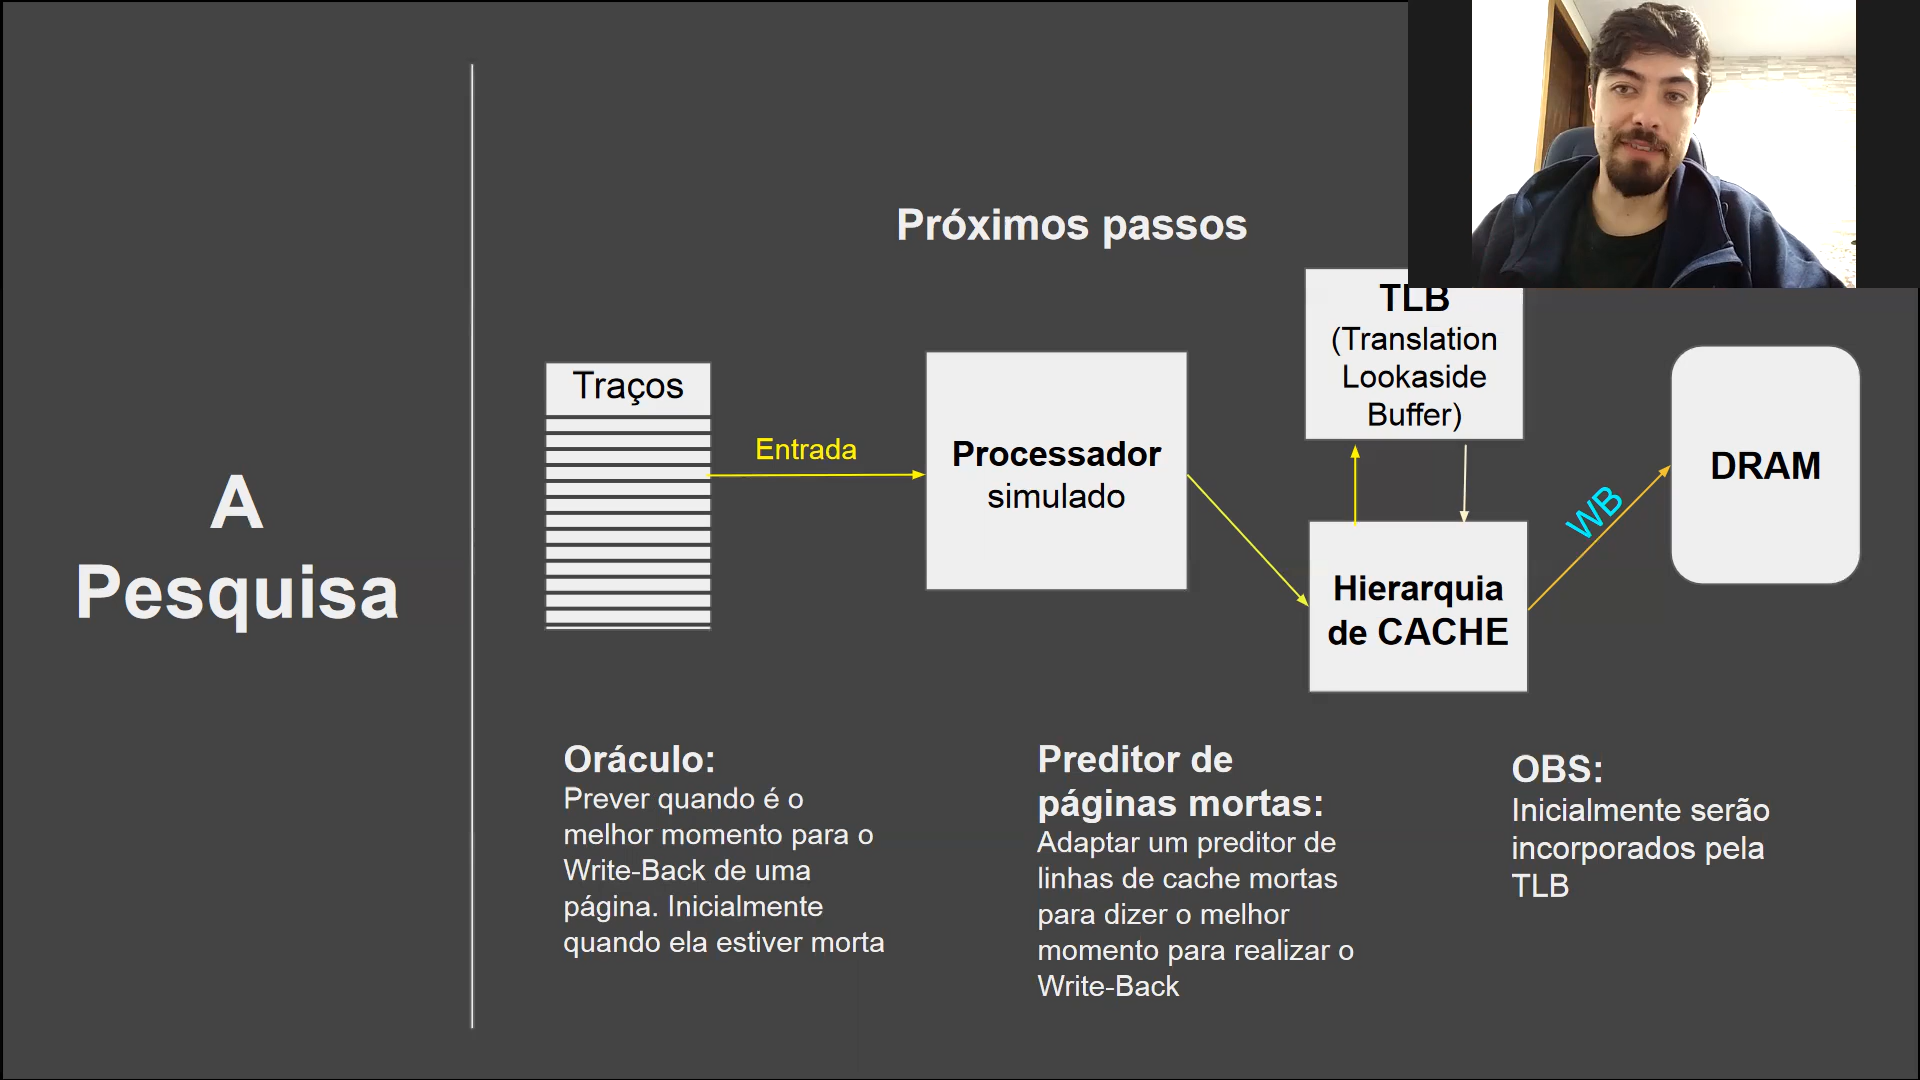 A
Pesquisa
Próximos passos
Traços
Entrada
Processador
simulado
TLB
(Translation
Lookaside
Buffer)
Hierarquia
de CACHE
WB
DRAM
Oráculo:
Prever quando é o
melhor momento para o
Write-Back de uma
página. Inicialmente
quando ela estiver morta
Preditor de
páginas mortas:
Adaptar um preditor de
linhas de cache mortas
para dizer o melhor
momento para realizar o
Write-Back
OBS:
Inicialmente serão
incorporados pela
TLB